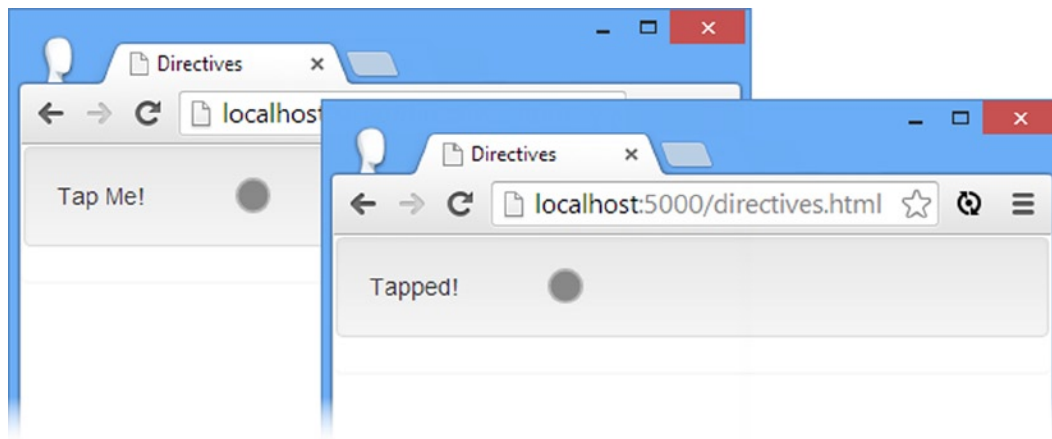 Directives
localhost
Tap Me!
Directives
localhost:5000/directives.html
Tapped!